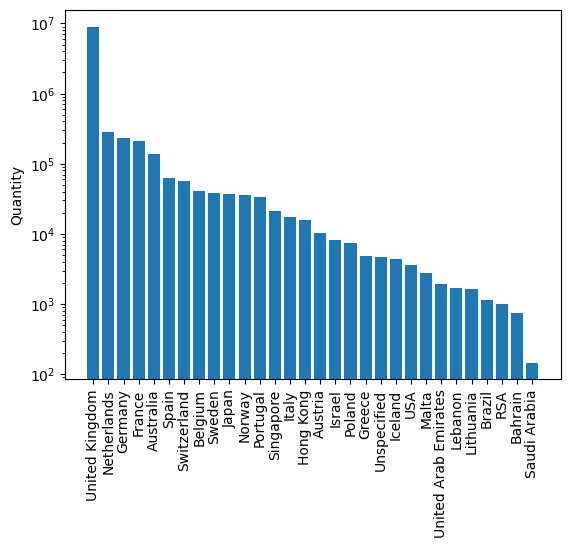 Quantity
10^7
10^6
10^5
10^4
10^3
10^2
United Kingdom
Netherlands
Germany
France
Australia
Spain
Switzerland
Belgium
Sweden
Japan
Norway
Portugal
Singapore
Italy
Hong Kong
Austria
Israel
Poland
Greece
Unspecified
Iceland
USA
Malta
United Arab Emirates
Lebanon
Lithuania
Brazil
RSA
Bahrain
Saudi Arabia